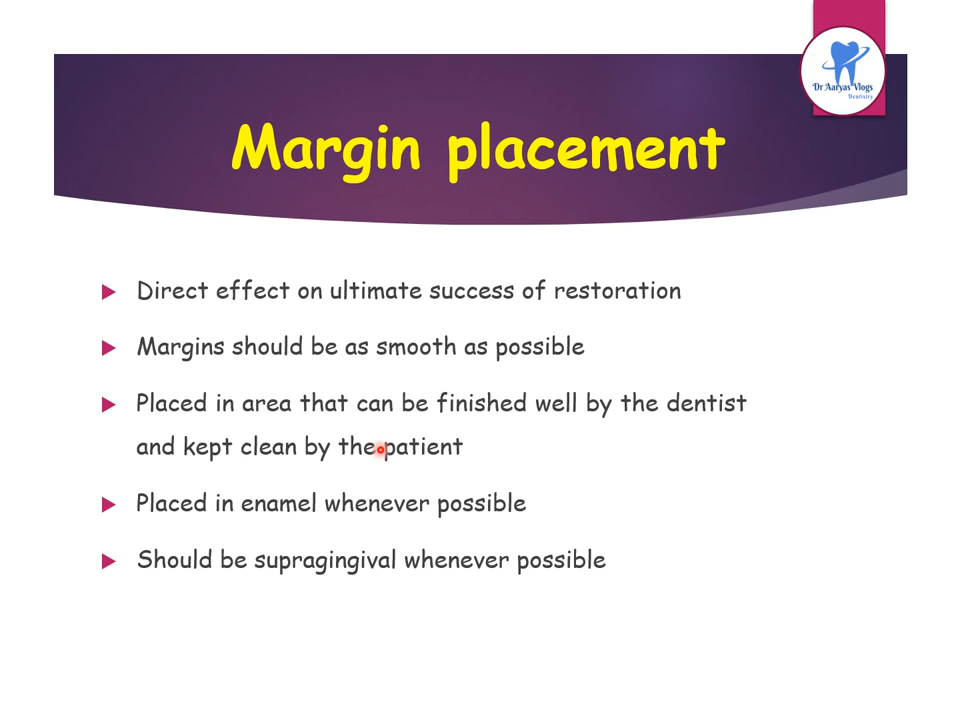 Dr Aaryas Vlogs
Dentistry
Margin placement
Direct effect on ultimate success of restoration
Margins should be as smooth as possible
Placed in area that can be finished well by the dentist
and kept clean by the patient
Placed in enamel whenever possible
Should be supragingival whenever possible